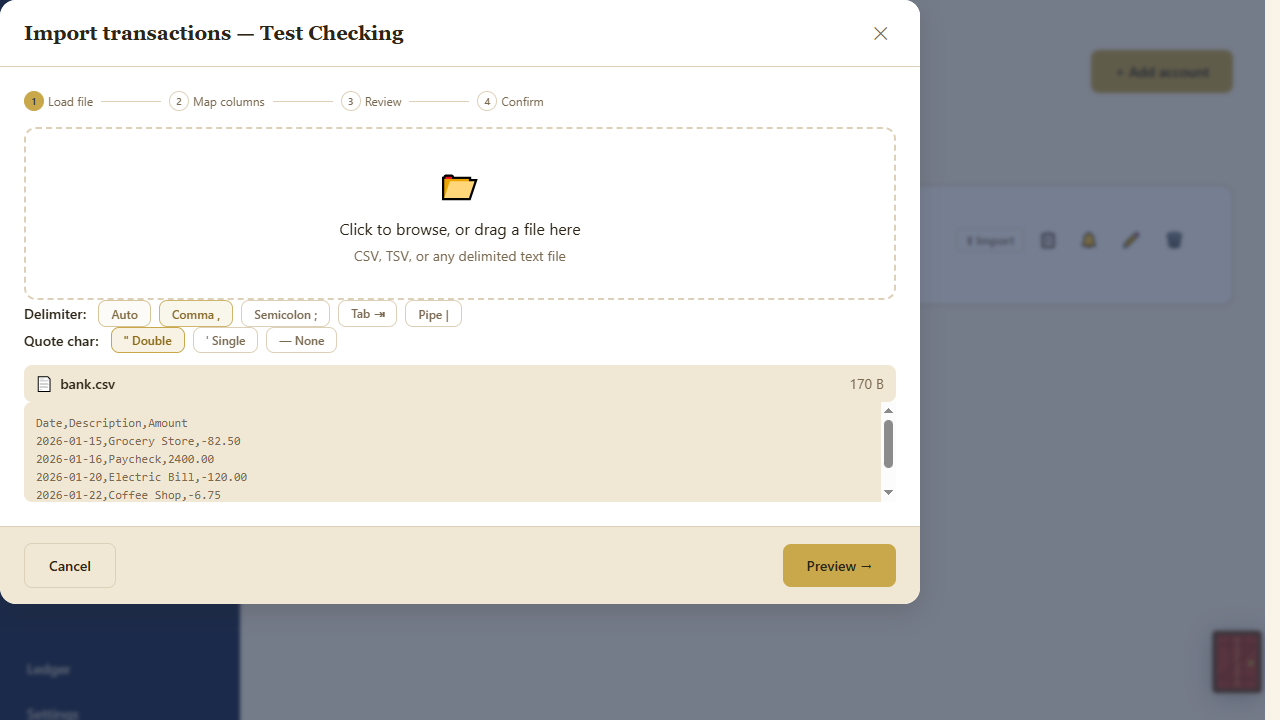 Import transactions — Test Checking
+ Add account
1 Load file 2 Map columns 3 Review 4 Confirm
Click to browse, or drag a file here
CSV, TSV, or any delimited text file
⬆ Import
Delimiter: Auto Comma , Semicolon ; Tab ⇥ Pipe |
Quote char: " Double ' Single — None
bank.csv 170 B
Date,Description,Amount
2026-01-15,Grocery Store,-82.50
2026-01-16,Paycheck,2400.00
2026-01-20,Electric Bill,-120.00
2026-01-22,Coffee Shop,-6.75
Cancel Preview →
Ledger
Settings